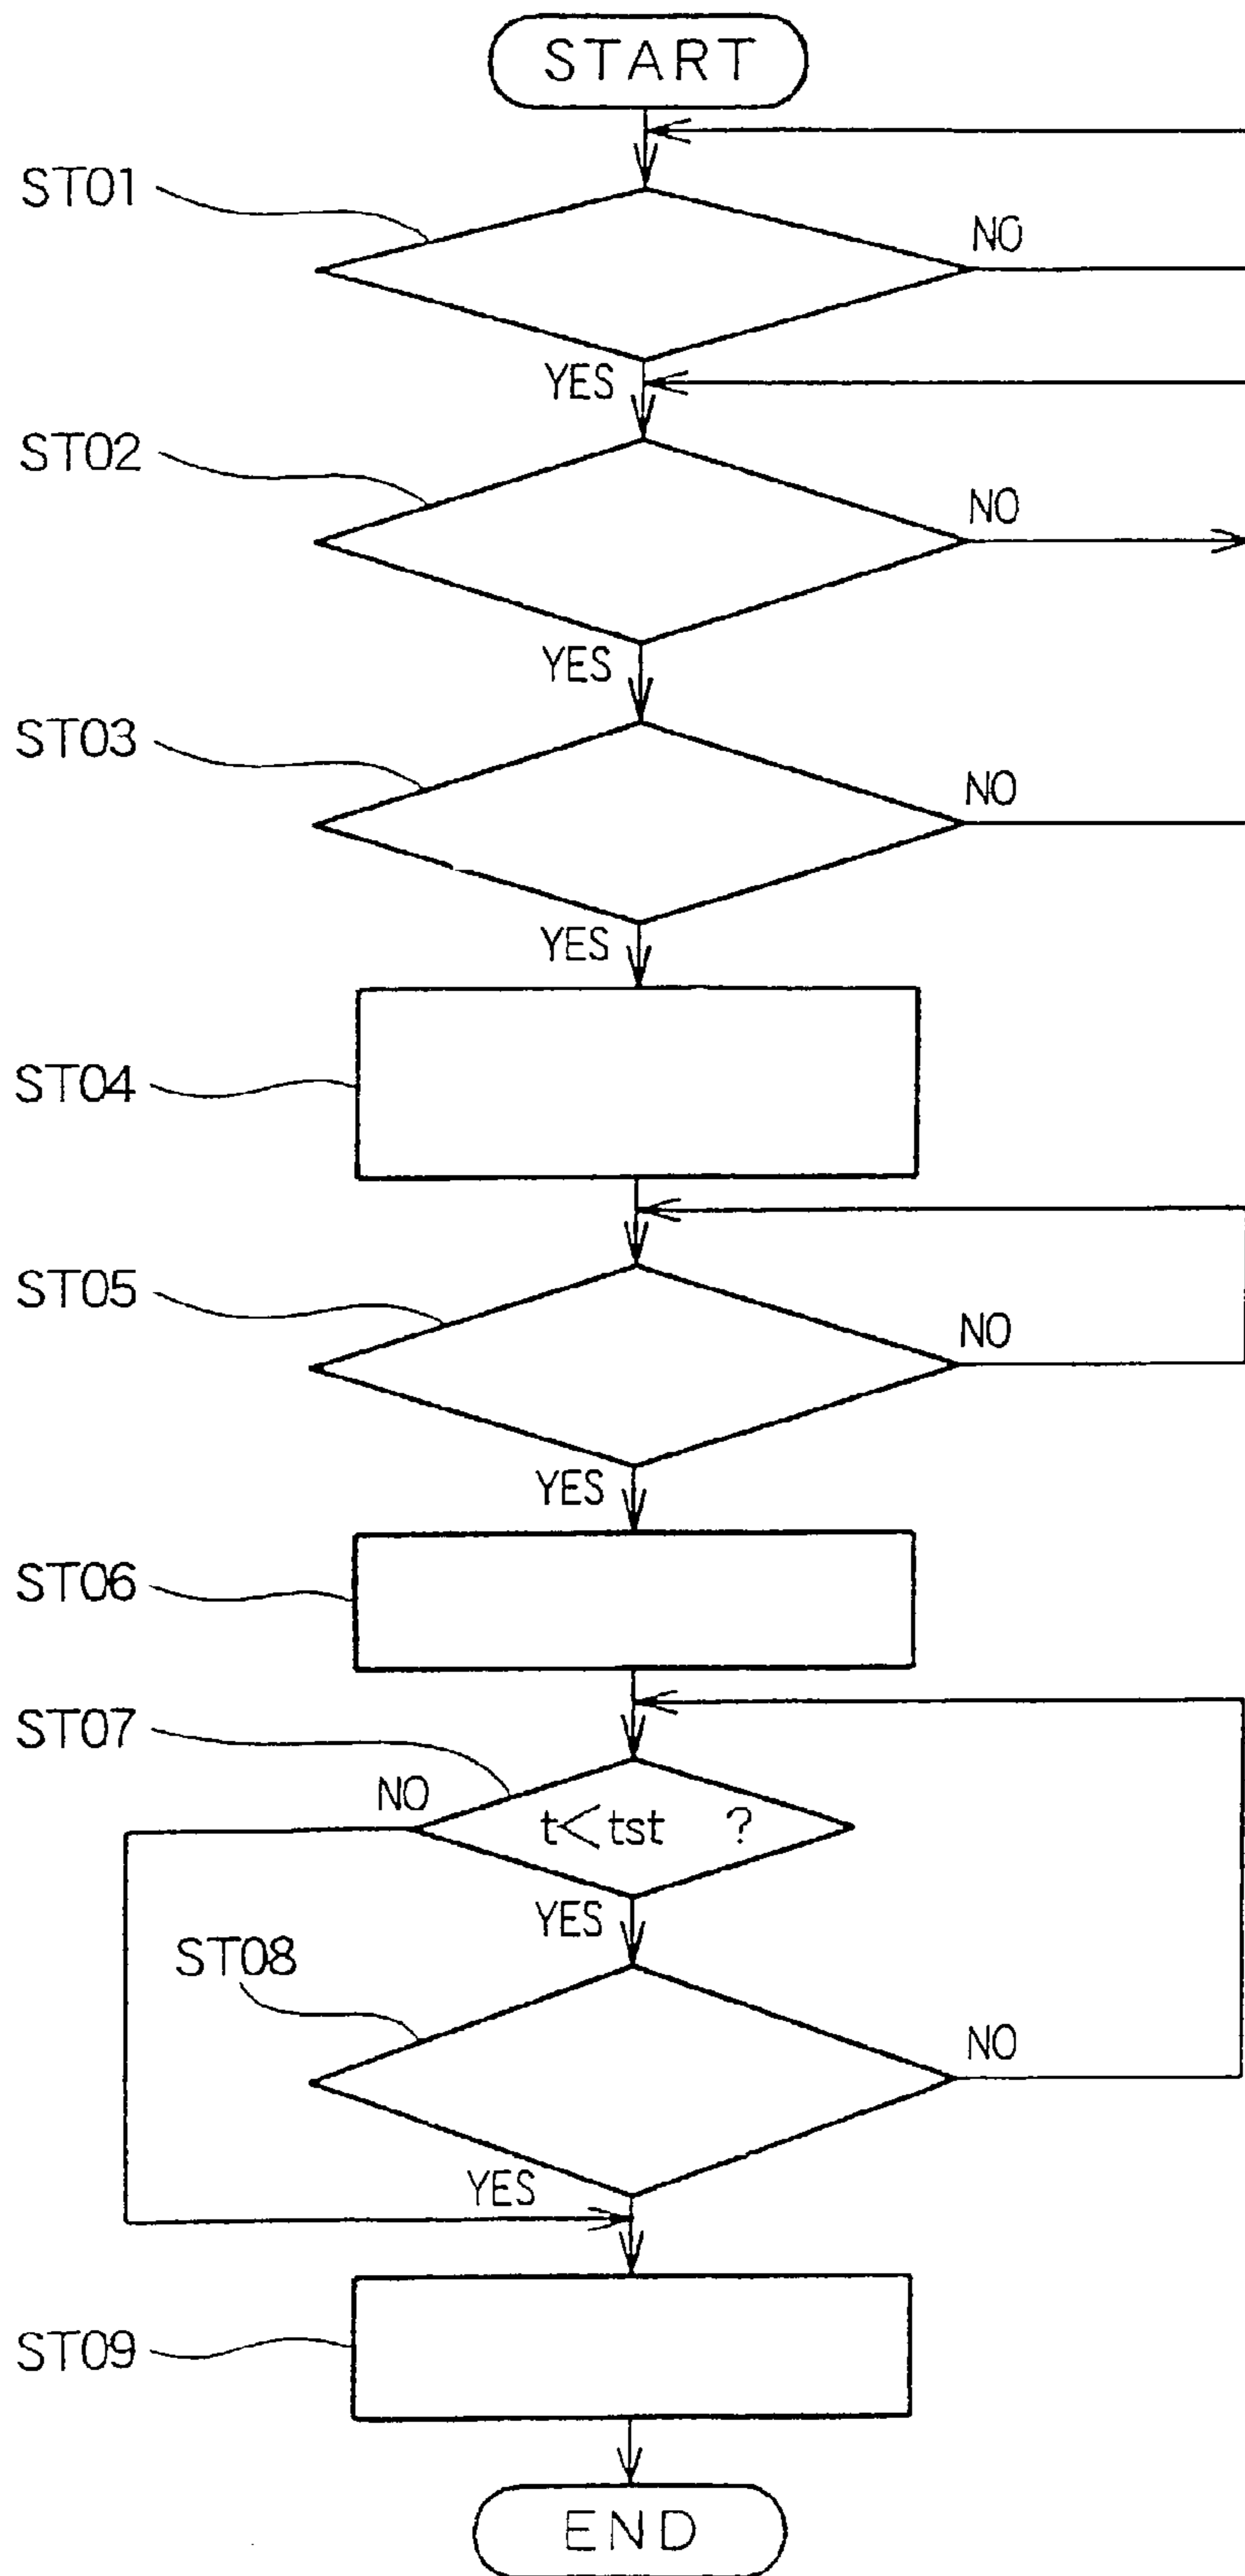 START
ST01
NO
YES
ST02
NO
YES
ST03
NO
YES
ST04
ST05
NO
YES
ST06
ST07
NO
t<tst ?
YES
ST08
NO
YES
ST09
END